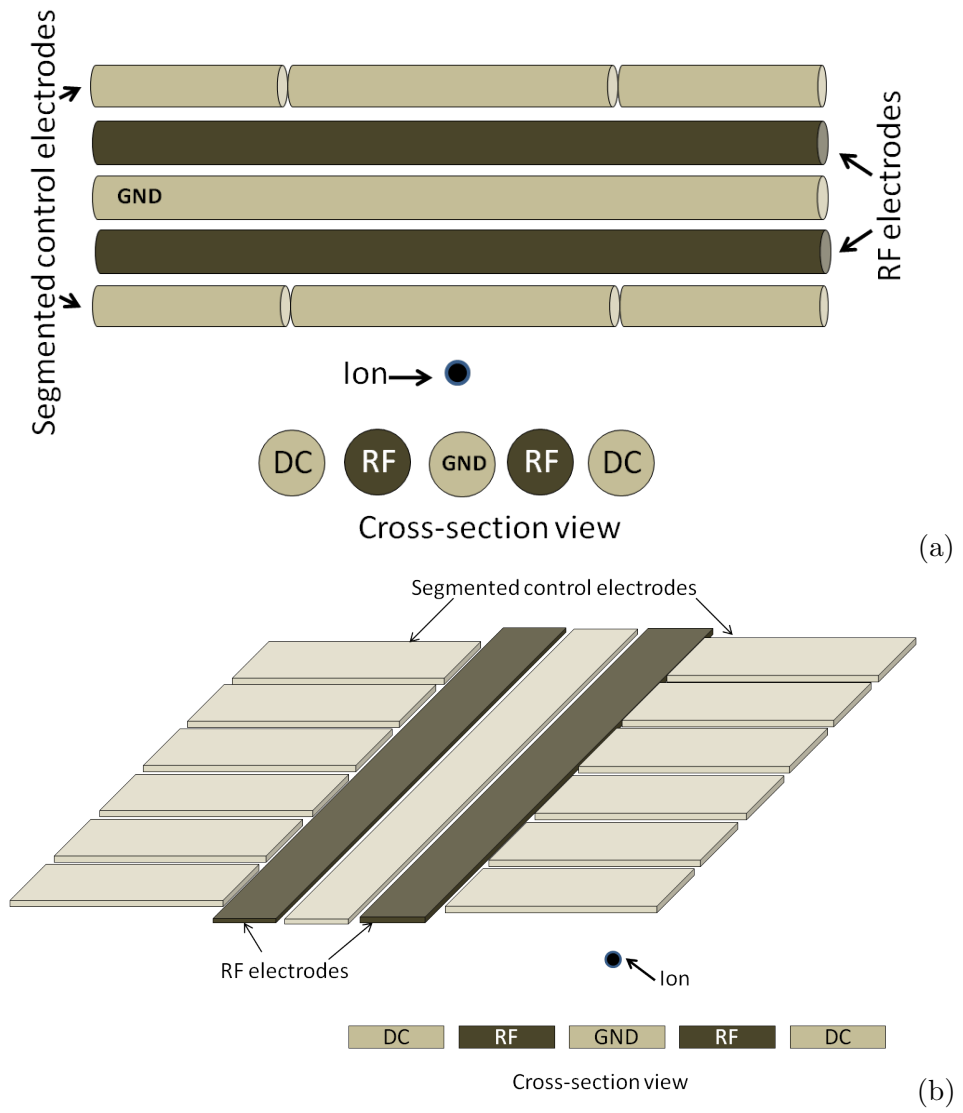 Segmented control electrodes
GND
RF electrodes
Ion
DC RF GND RF DC
Cross-section view
(a)
Segmented control electrodes
RF electrodes
Ion
DC RF GND RF DC
Cross-section view
(b)